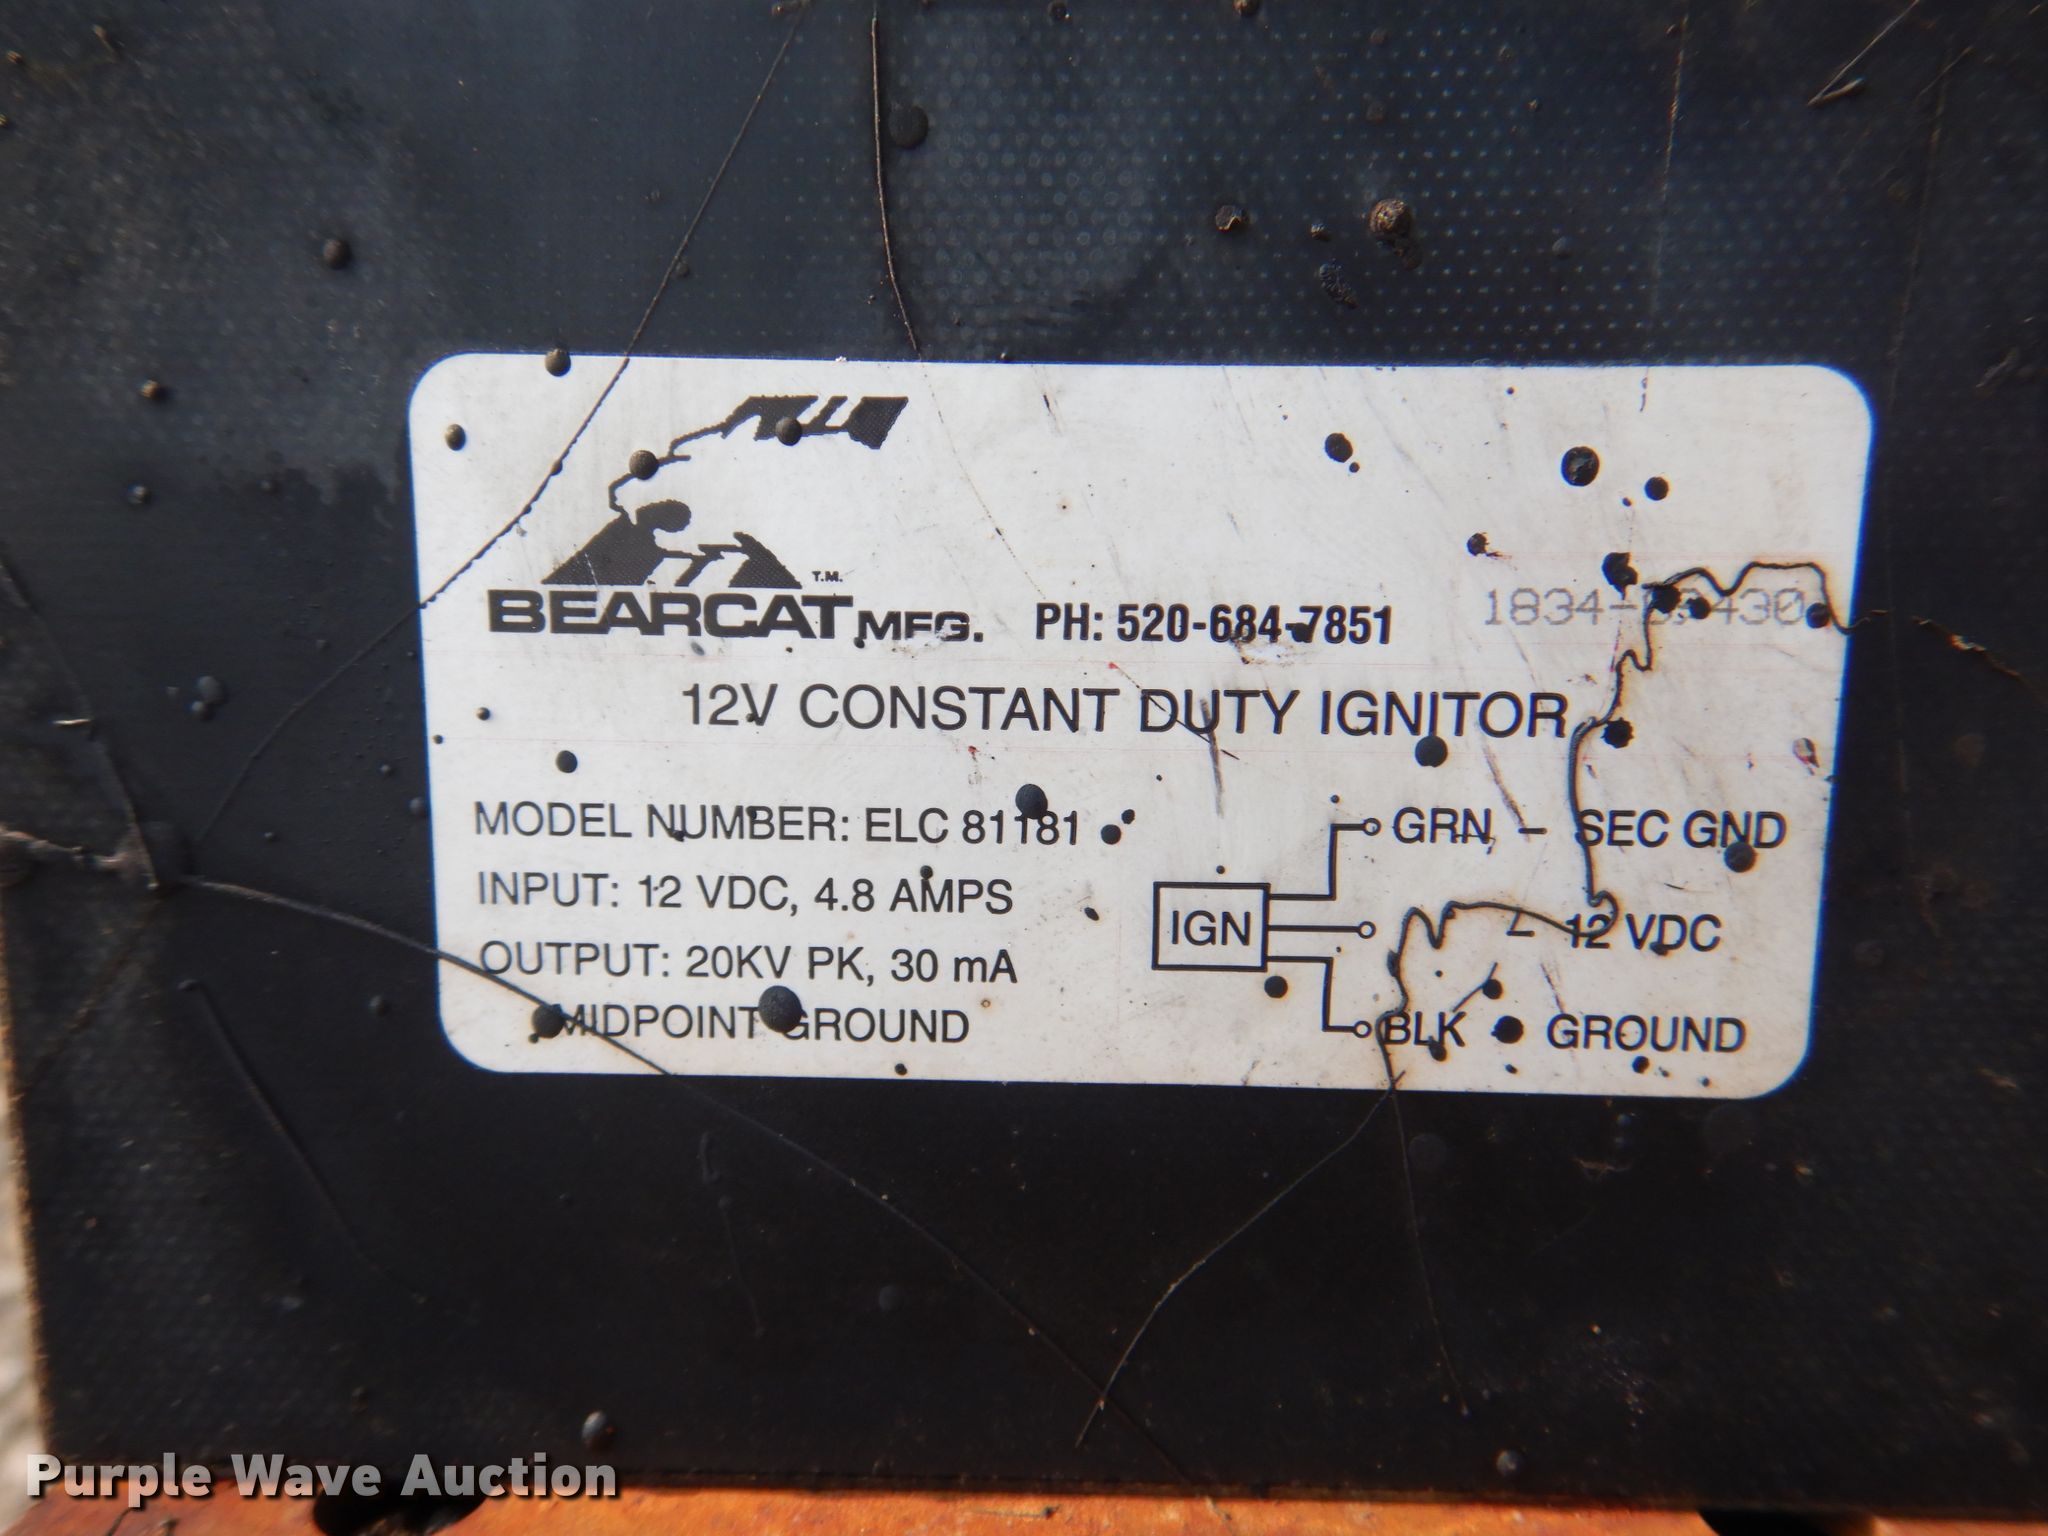 T.M.
BEARCAT MFG. PH: 520-684-7851
12V CONSTANT DUTY IGNITOR
MODEL NUMBER: ELC 81181
GRN - SEC GND
INPUT: 12 VDC, 4.8 AMPS
IGN
- 12 VDC
OUTPUT: 20KV PK, 30 mA
MIDPOINT GROUND
BLK - GROUND
Purple Wave Auction